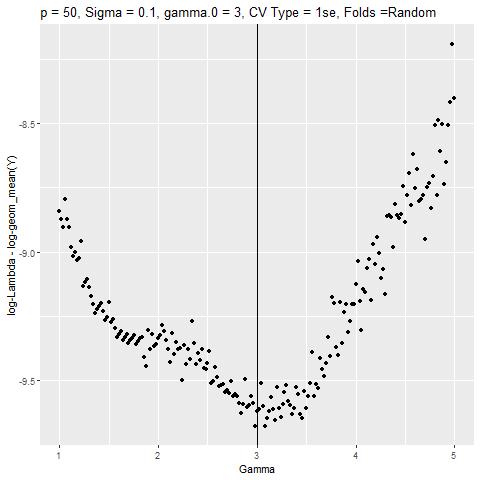 p = 50, Sigma = 0.1, gamma.0 = 3, CV Type = 1se, Folds =Random
log-Lambda - log-geom_mean(Y)
-8.5
-9.0
-9.5
1 2 3 4 5
Gamma